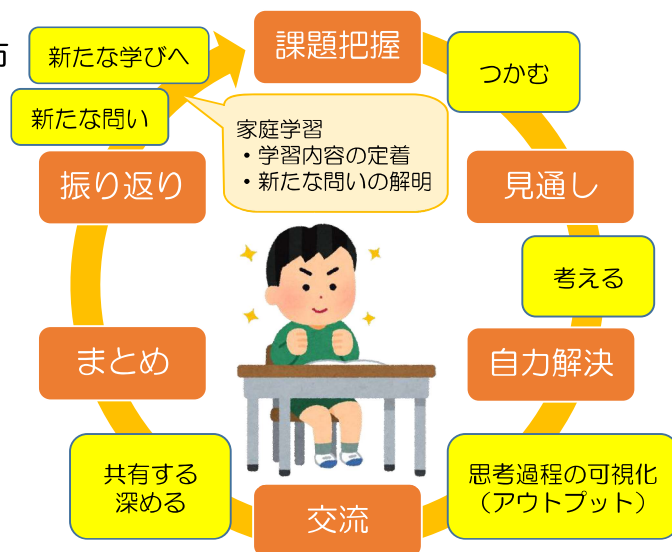 課題把握
つかむ
見通し
考える
自力解決
思考過程の可視化
（アウトプット）
交流
共有する
深める
まとめ
振り返り
新たな問い
新たな学びへ
家庭学習
・学習内容の定着
・新たな問いの解明